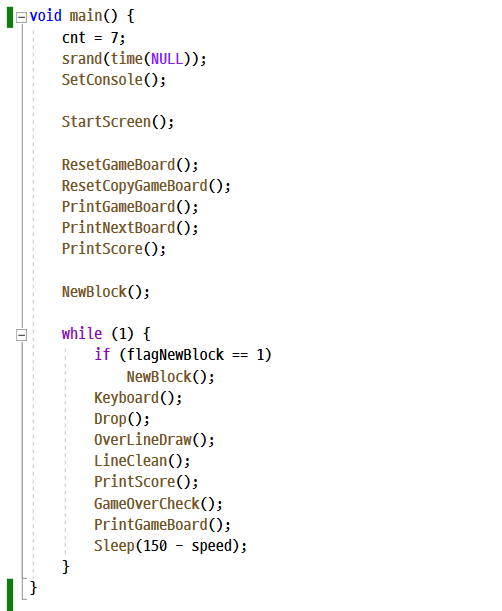 void main() {
    cnt = 7;
    srand(time(NULL));
    SetConsole();

    StartScreen();

    ResetGameBoard();
    ResetCopyGameBoard();
    PrintGameBoard();
    PrintNextBoard();
    PrintScore();

    NewBlock();

    while (1) {
        if (flagNewBlock == 1)
            NewBlock();
        Keyboard();
        Drop();
        OverLineDraw();
        LineClean();
        PrintScore();
        GameOverCheck();
        PrintGameBoard();
        Sleep(150 - speed);
    }
}